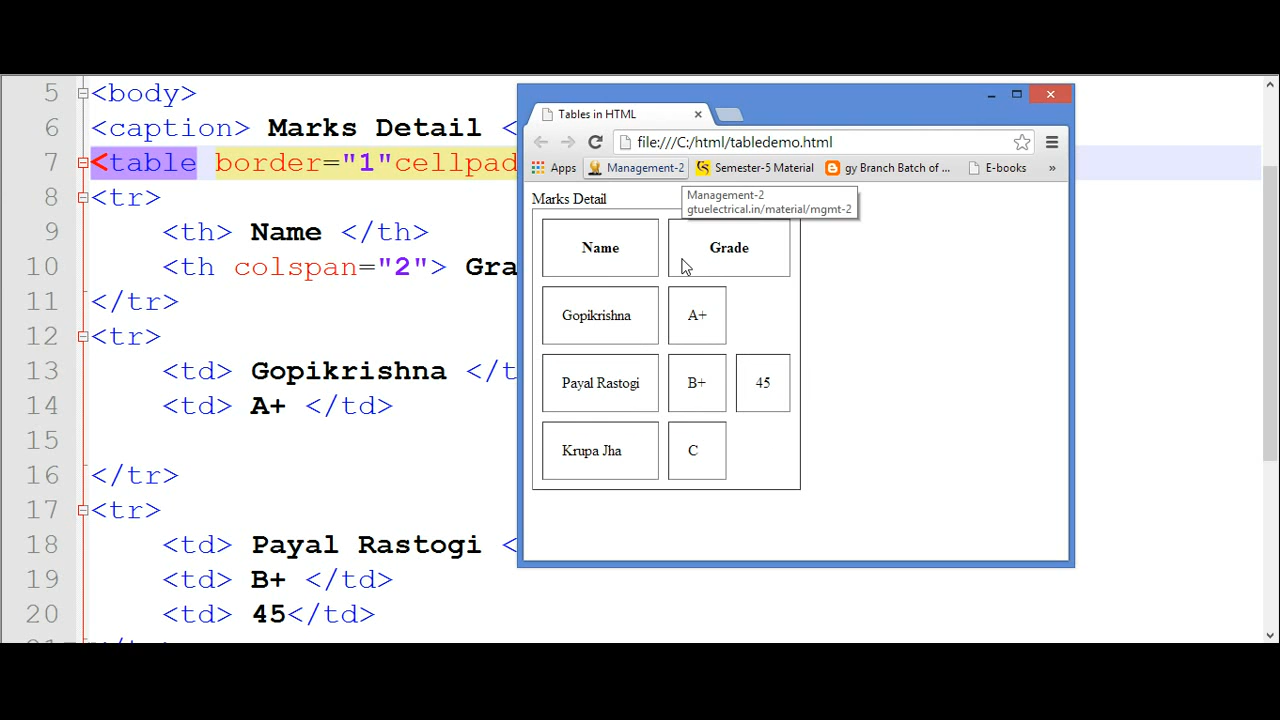 5 <body>
6 <caption> Marks Detail <
7 <table border="1"cellpad
8 <tr>
9 <th> Name </th>
10 <th colspan="2"> Gra
11 </tr>
12 <tr>
13 <td> Gopikrishna </t
14 <td> A+ </td>
15
16 </tr>
17 <tr>
18 <td> Payal Rastogi <
19 <td> B+ </td>
20 <td> 45</td>
Tables in HTML
file:///C:/html/tabledemo.html
Apps Management-2 Semester-5 Material gy Branch Batch of ... E-books »
Management-2
gtuelectrical.in/material/mgmt-2
Marks Detail
Name Grade
Gopikrishna A+
Payal Rastogi B+ 45
Krupa Jha C